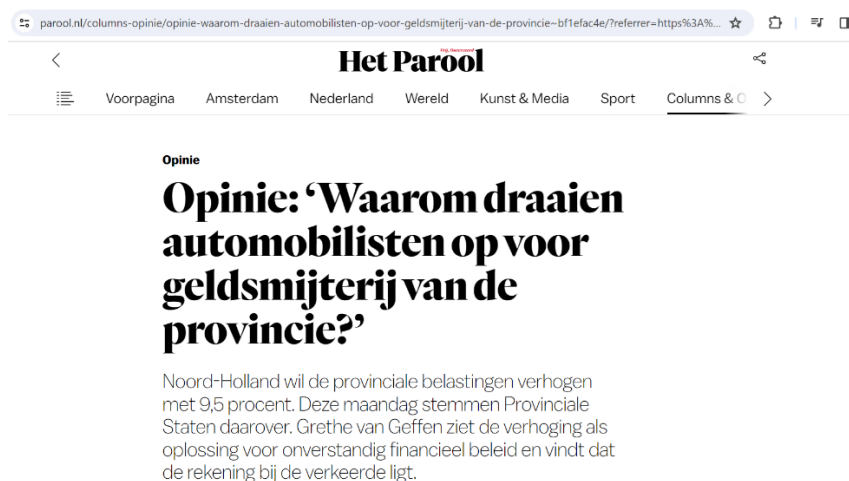 parool.nl/columns-opinie/opinie-waarom-draaien-automobilisten-op-voor-geldsmijterij-van-de-provincie~bf1efac4e/?referrer=https%3A%...
Het Parool
Voorpagina Amsterdam Nederland Wereld Kunst & Media Sport Columns & O
Opinie
Opinie: ‘Waarom draaien
automobilisten op voor
geldsmijterij van de
provincie?’
Noord-Holland wil de provinciale belastingen verhogen
met 9,5 procent. Deze maandag stemmen Provinciale
Staten daarover. Grethe van Geffen ziet de verhoging als
oplossing voor onverstandig financieel beleid en vindt dat
de rekening bij de verkeerde ligt.